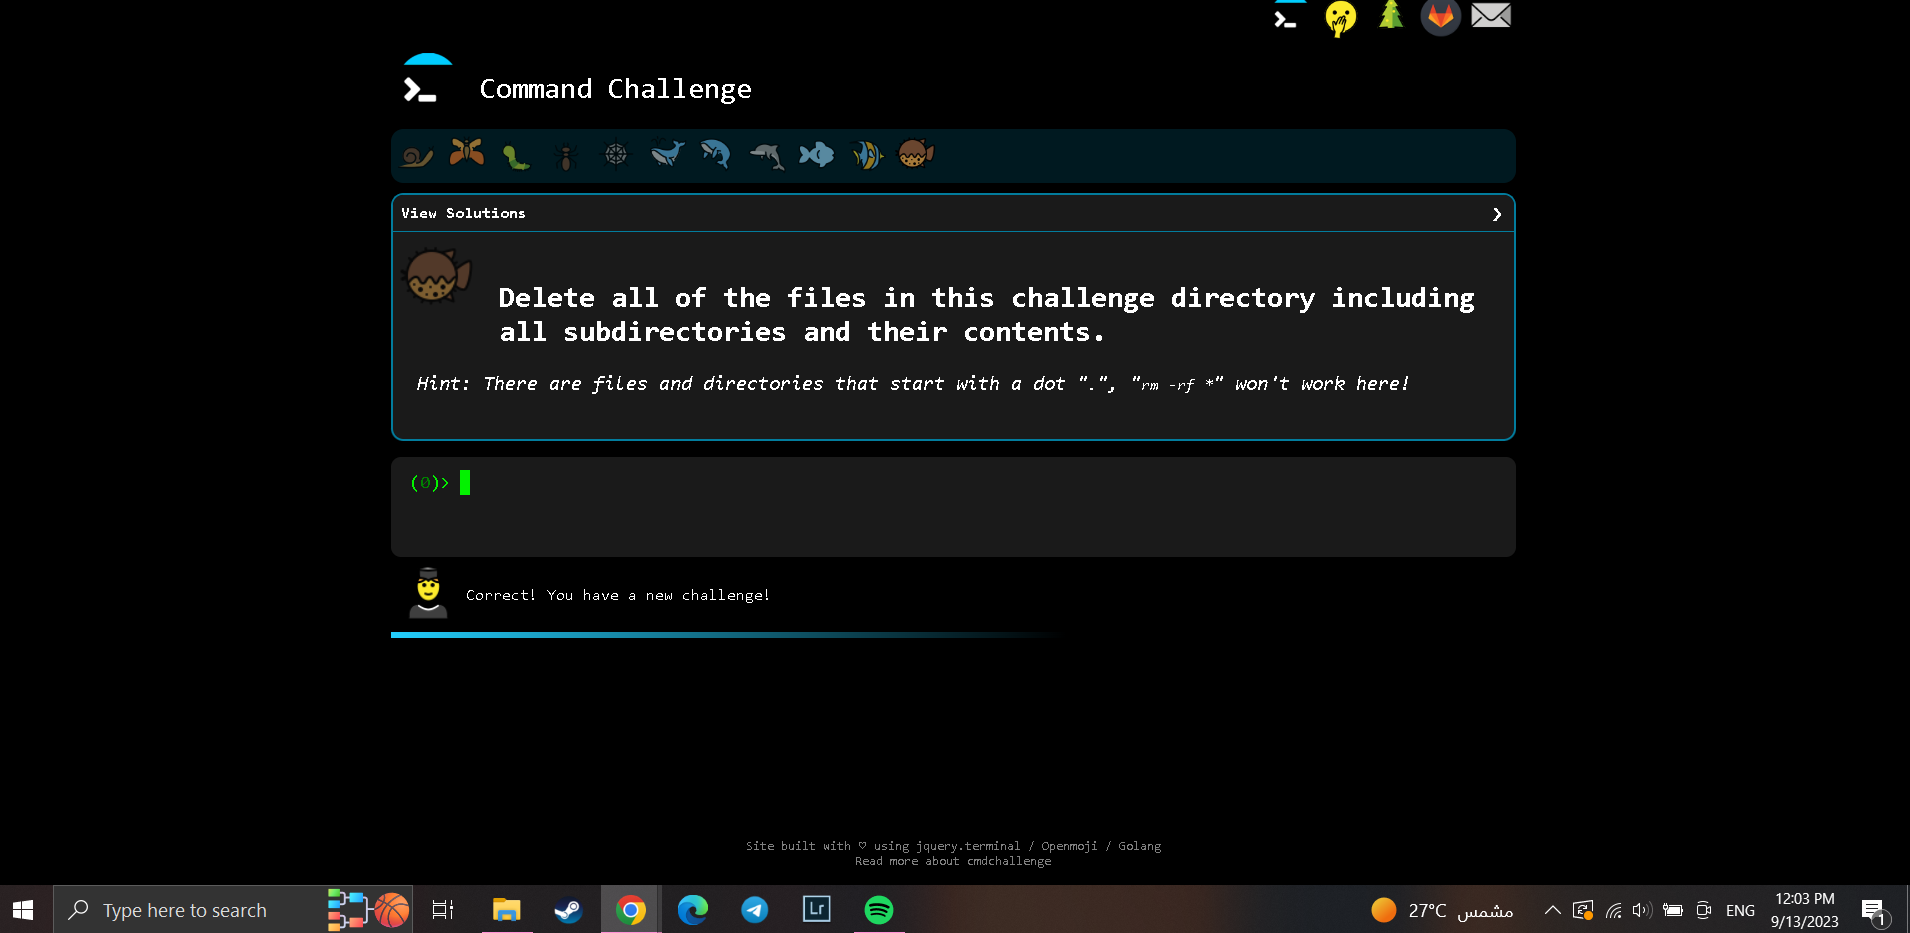 Command Challenge
View Solutions
Delete all of the files in this challenge directory including
all subdirectories and their contents.
Hint: There are files and directories that start with a dot ".", "rm -rf *" won't work here!
(0)>
Correct! You have a new challenge!
Site built with ♡ using jquery.terminal / Openmoji / Golang
Read more about cmdchallenge
Type here to search
Lr
27°C مشمس
ENG
12:03 PM
9/13/2023
1